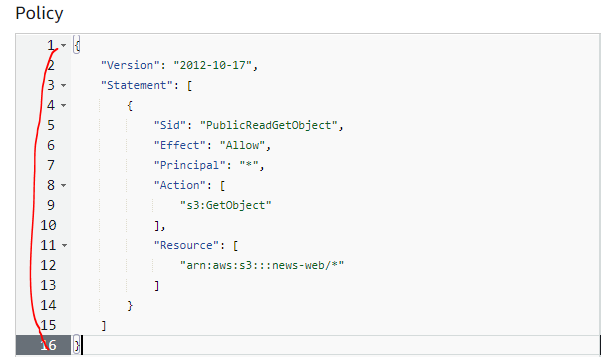 Policy
1 {
2 "Version": "2012-10-17",
3 "Statement": [
4 {
5 "Sid": "PublicReadGetObject",
6 "Effect": "Allow",
7 "Principal": "*",
8 "Action": [
9 "s3:GetObject"
10 ],
11 "Resource": [
12 "arn:aws:s3:::news-web/*"
13 ]
14 }
15 ]
16 }